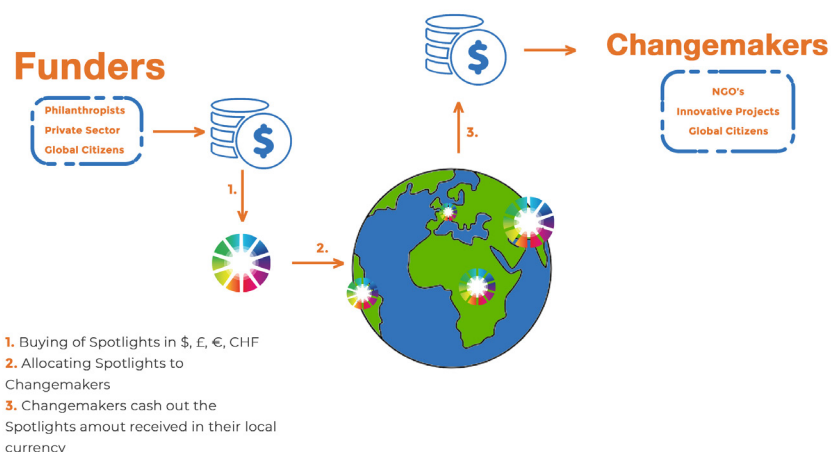 Funders
Philanthropists
Private Sector
Global Citizens
$
1.
2.
3.
$
Changemakers
NGO's
Innovative Projects
Global Citizens
1. Buying of Spotlights in $, £, €, CHF
2. Allocating Spotlights to
Changemakers
3. Changemakers cash out the
Spotlights amout received in their local
currency